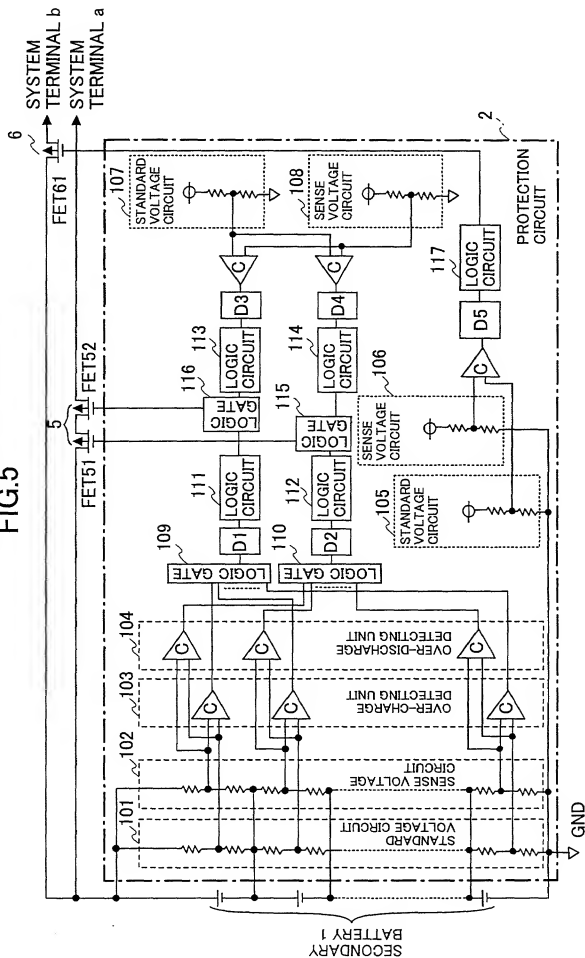 FIG.5
SYSTEM
TERMINAL b
SYSTEM
TERMINAL a
6
FET61
5
FET52
FET51
2
107
STANDARD
VOLTAGE
CIRCUIT
108
SENSE
VOLTAGE
CIRCUIT
PROTECTION
CIRCUIT
C
C
D3
D4
113
LOGIC
CIRCUIT
114
LOGIC
CIRCUIT
117
LOGIC
CIRCUIT
D5
C
116
LOGIC
GATE
115
LOGIC
GATE
106
SENSE
VOLTAGE
CIRCUIT
105
STANDARD
VOLTAGE
CIRCUIT
111
LOGIC
CIRCUIT
112
LOGIC
CIRCUIT
D1
D2
109
LOGIC GATE
110
LOGIC GATE
104
C
C
C
OVER-DISCHARGE
DETECTING UNIT
103
C
C
C
OVER-CHARGE
DETECTING UNIT
102
SENSE VOLTAGE
CIRCUIT
101
STANDARD
VOLTAGE CIRCUIT
GND
SECONDARY
BATTERY 1